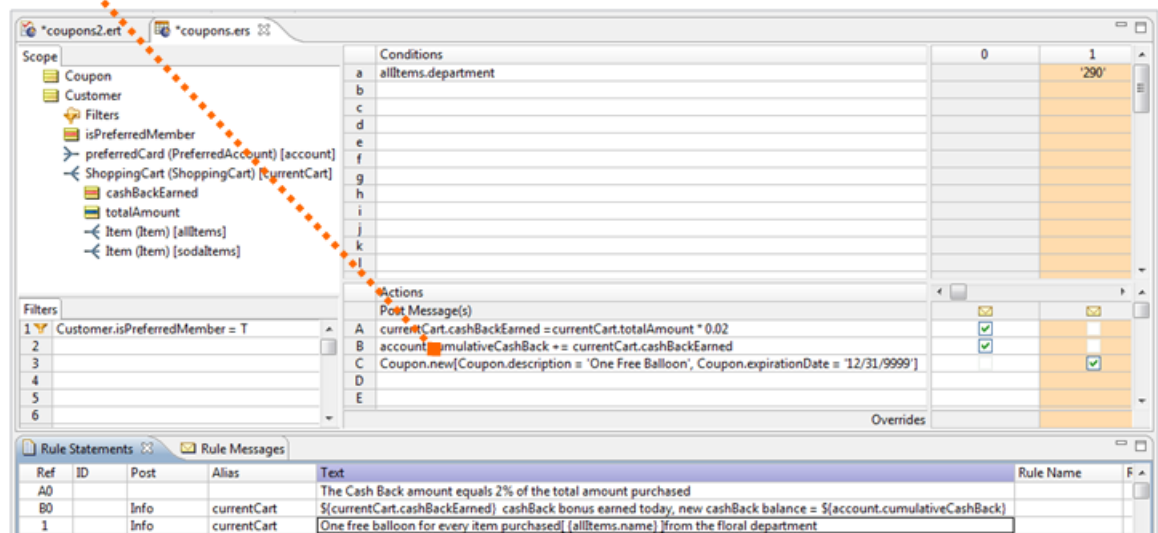 *coupons2.ert *coupons.ers
Scope
Coupon
Customer
Filters
isPreferredMember
preferredCard (PreferredAccount) [account]
ShoppingCart (ShoppingCart) [currentCart]
cashBackEarned
totalAmount
Item (Item) [allItems]
Item (Item) [sodaItems]
Filters
1 Customer.isPreferredMember = T
2
3
4
5
6
Conditions 0 1
a allItems.department '290'
b
c
d
e
f
g
h
i
j
k
l
Actions
Post Message(s)
A currentCart.cashBackEarned =currentCart.totalAmount * 0.02
B account umulativeCashBack += currentCart.cashBackEarned
C Coupon.new[Coupon.description = 'One Free Balloon', Coupon.expirationDate = '12/31/9999']
D
E
Overrides
Rule Statements Rule Messages
Ref ID Post Alias Text Rule Name F
A0 The Cash Back amount equals 2% of the total amount purchased
B0 Info currentCart ${currentCart.cashBackEarned} cashBack bonus earned today, new cashBack balance = ${account.cumulativeCashBack}
1 Info currentCart One free balloon for every item purchased[ {allItems.name} ]from the floral department